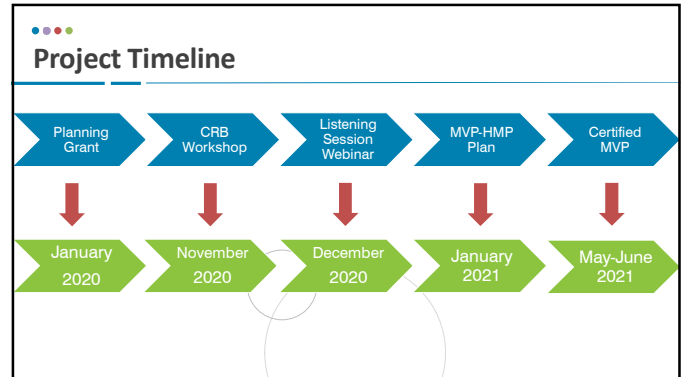 Project Timeline
Planning
Grant
CRB
Workshop
Listening
Session
Webinar
MVP-HMP
Plan
Certified
MVP
January
2020
November
2020
December
2020
January
2021
May-June
2021